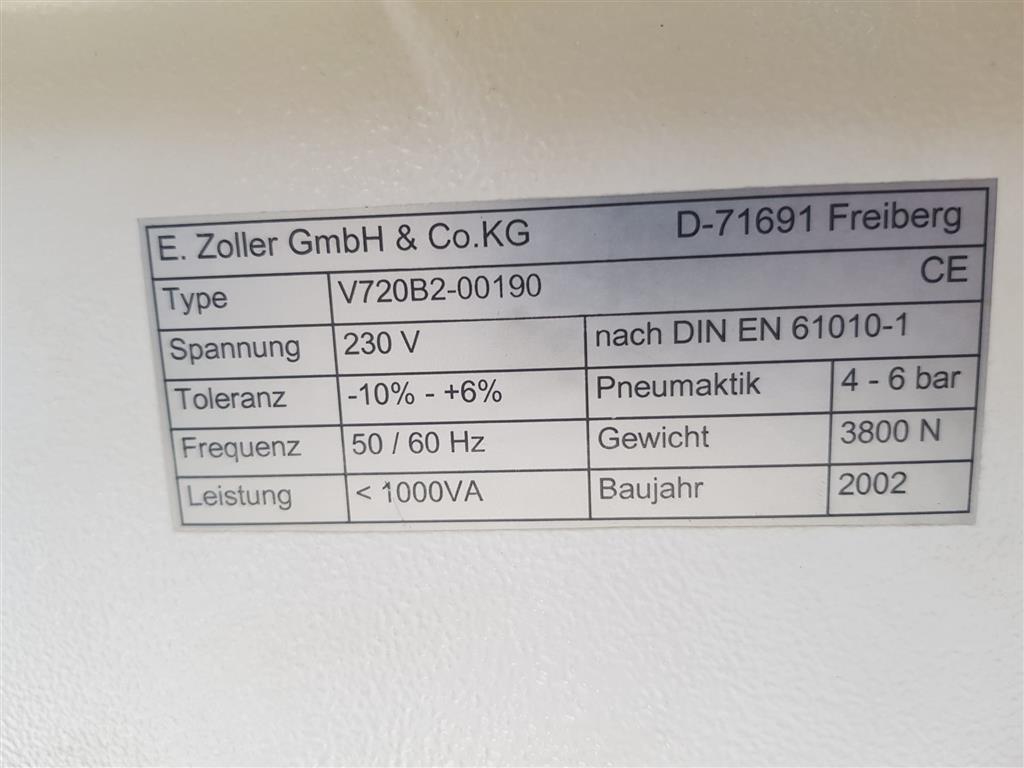 E. Zoller GmbH & Co.KG D-71691 Freiberg
Type V720B2-00190 CE
Spannung 230 V nach DIN EN 61010-1
Toleranz -10% - +6% Pneumaktik 4 - 6 bar
Frequenz 50 / 60 Hz Gewicht 3800 N
Leistung < 1000VA Baujahr 2002